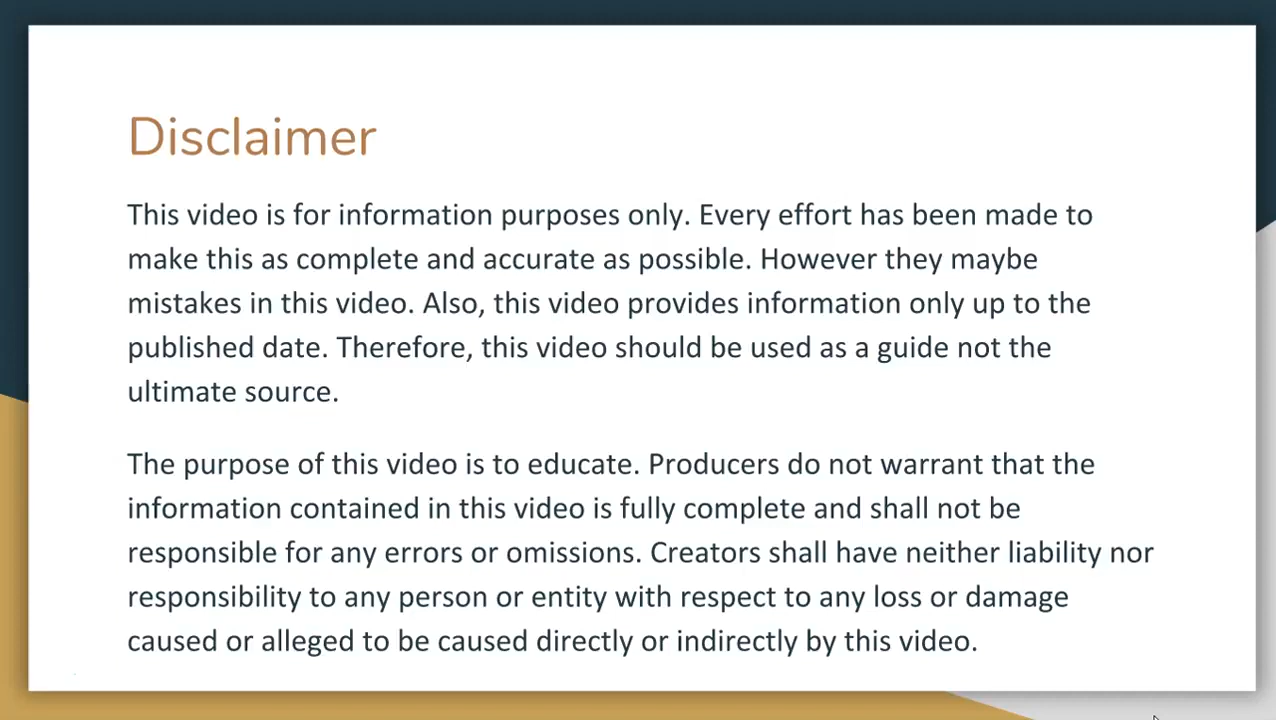 Disclaimer
This video is for information purposes only. Every effort has been made to
make this as complete and accurate as possible. However they maybe
mistakes in this video. Also, this video provides information only up to the
published date. Therefore, this video should be used as a guide not the
ultimate source.
The purpose of this video is to educate. Producers do not warrant that the
information contained in this video is fully complete and shall not be
responsible for any errors or omissions. Creators shall have neither liability nor
responsibility to any person or entity with respect to any loss or damage
caused or alleged to be caused directly or indirectly by this video.